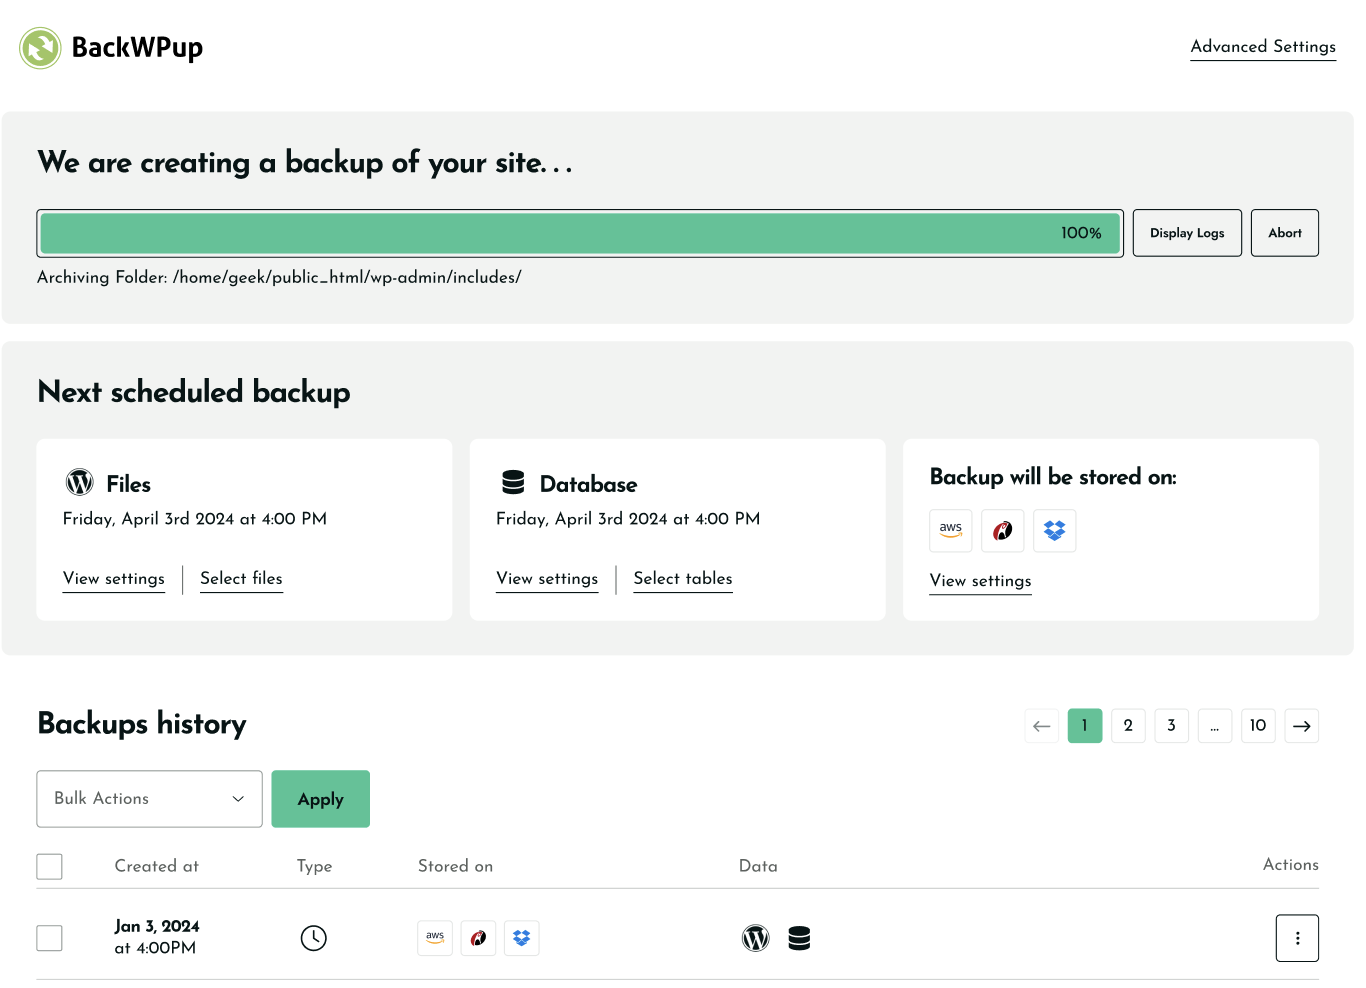 BackWPup
Advanced Settings
We are creating a backup of your site. . .
100%
Display Logs
Abort
Archiving Folder: /home/geek/public_html/wp-admin/includes/
Next scheduled backup
Files
Friday, April 3rd 2024 at 4:00 PM
View settings
Select files
Database
Friday, April 3rd 2024 at 4:00 PM
View settings
Select tables
Backup will be stored on:
aws
View settings
Backups history
1
2
3
...
10
Bulk Actions
Apply
Created at
Type
Stored on
Data
Actions
Jan 3, 2024
at 4:00PM
aws